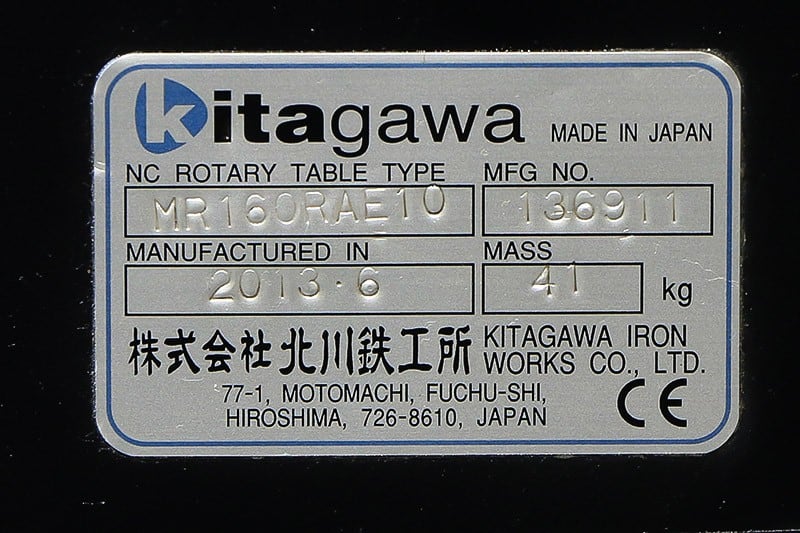 kitagawa MADE IN JAPAN
NC ROTARY TABLE TYPE MFG NO.
MR160RAE10 136911
MANUFACTURED IN MASS
2013・6 41 kg
株式会社 北川鉄工所 KITAGAWA IRON
WORKS CO., LTD.
77-1, MOTOMACHI, FUCHU-SHI,
HIROSHIMA, 726-8610, JAPAN
CE